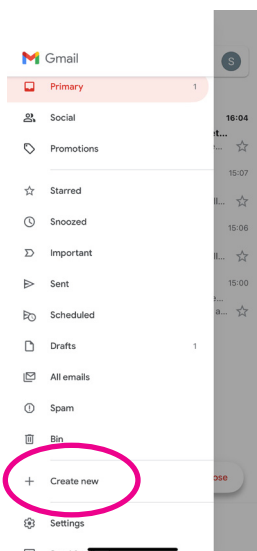 Gmail
S
Primary 1
Social
16:04
Promotions
15:07
Starred
Snoozed
15:06
Important
Sent
15:00
Scheduled
Drafts 1
All emails
Spam
Bin
Create new
Settings